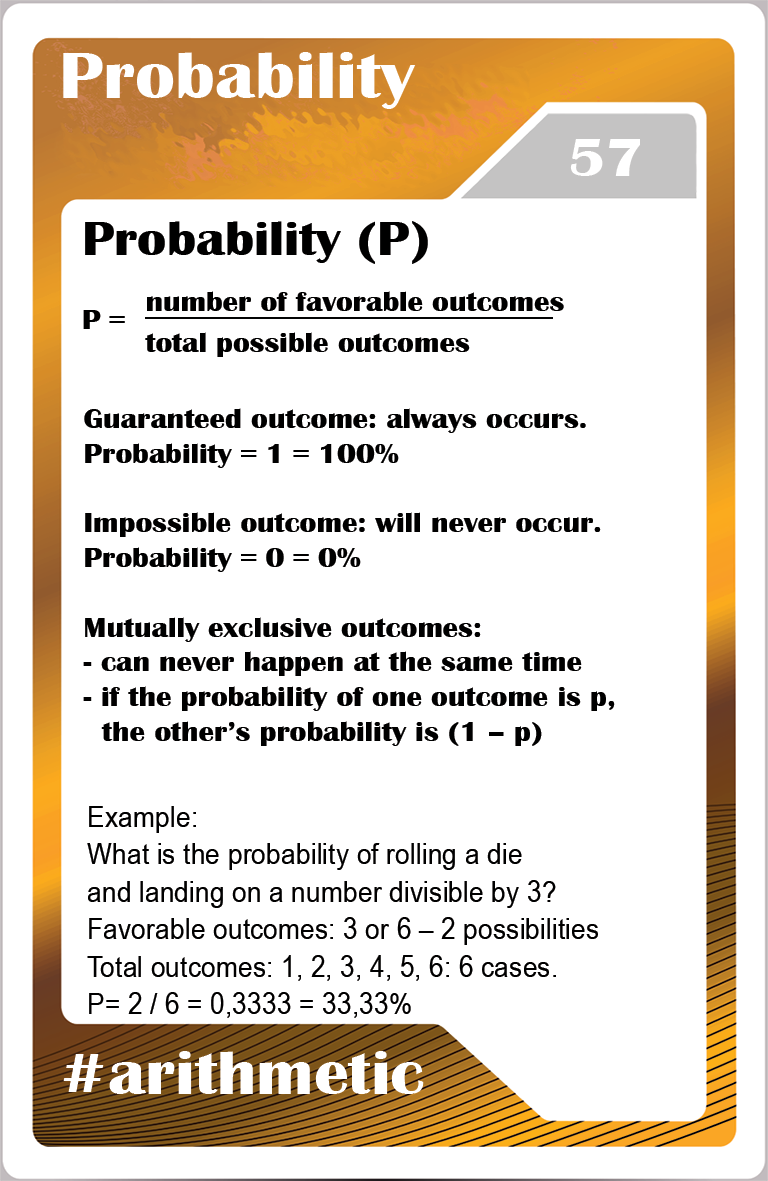 Probability
57
Probability (P)
P = number of favorable outcomes
total possible outcomes
Guaranteed outcome: always occurs.
Probability = 1 = 100%
Impossible outcome: will never occur.
Probability = 0 = 0%
Mutually exclusive outcomes:
- can never happen at the same time
- if the probability of one outcome is p,
the other’s probability is (1 – p)
Example:
What is the probability of rolling a die
and landing on a number divisible by 3?
Favorable outcomes: 3 or 6 – 2 possibilities
Total outcomes: 1, 2, 3, 4, 5, 6: 6 cases.
P= 2 / 6 = 0,3333 = 33,33%
#arithmetic